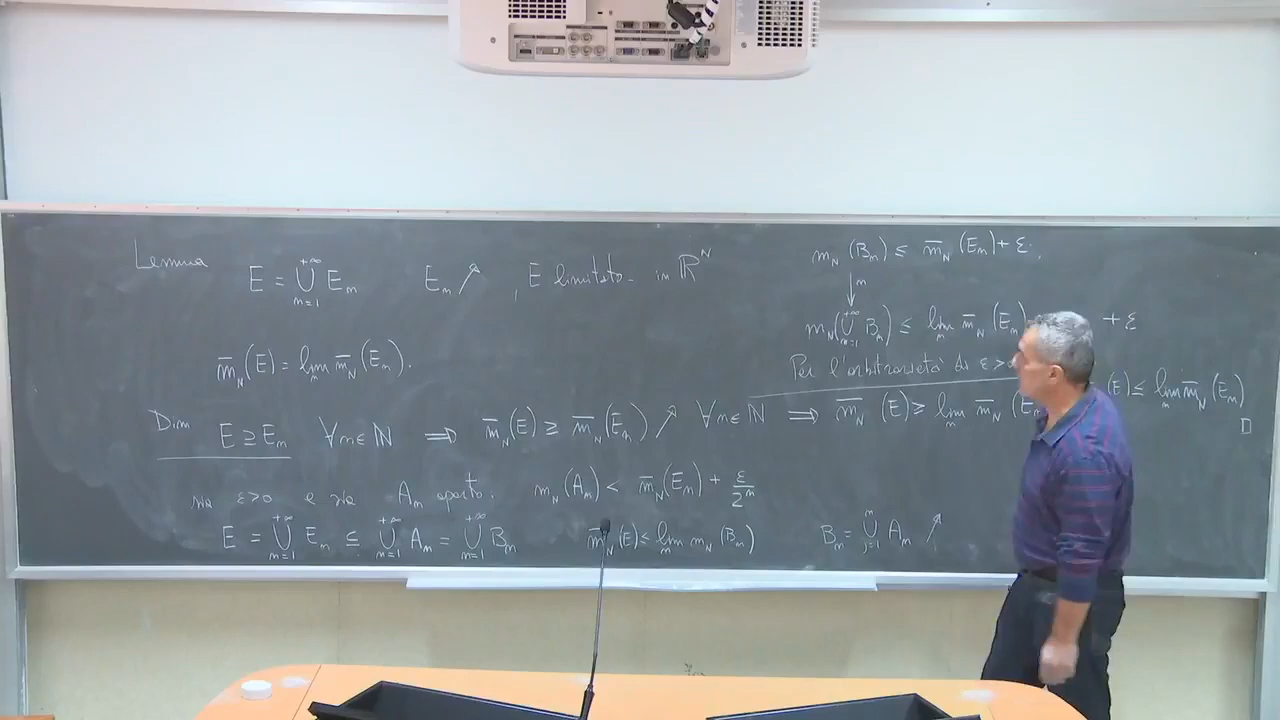 Lemma
E = ⋃_{n=1}^{+∞} E_n   E_n ↗ , E limitato in ℝ^N
m̅_N(E) = lim_n m̅_N(E_n).
Dim   E ⊇ E_n   ∀n∈ℕ ⟹ m̅_N(E) ≥ m̅_N(E_n) ↗ ∀n∈ℕ ⟹ m̅_N(E) ≥ lim_n m̅_N(E_n
sia ε>0 e sia A_n aperto. m_N(A_n) < m̅_N(E_n) + ε/2^n
E = ⋃_{n=1}^{+∞} E_n ⊆ ⋃_{n=1}^{+∞} A_n = ⋃_{n=1}^{+∞} B_n   m̅_N(E) ≤ lim_n m_N(B_n)   B_n = ⋃_{j=1}^{n} A_n ↗
m_N(B_n) ≤ m̅_N(E_n) + ε,
↓ n
m_N(⋃_{n=1}^{+∞} B_n) ≤ lim_n m̅_N(E_n) + ε
Per l'arbitrarietà di ε>
(E) ≤ lim_n m̅_N(E_n)
□